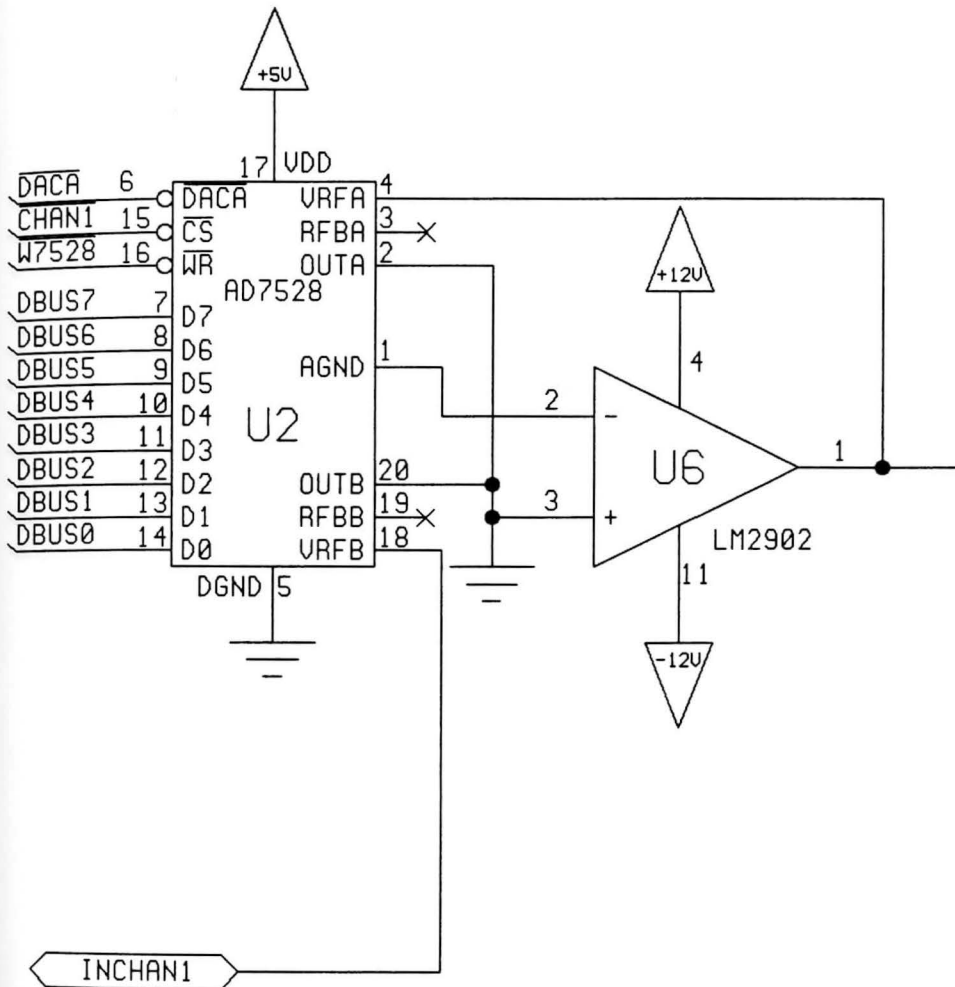 +5V
17 VDD
DACA 6 DACA VRFA 4
CHAN1 15 CS RFBA 3
W7528 16 WR OUTA 2
AD7528
+12V
DBUS7 7 D7
DBUS6 8 D6
DBUS5 9 D5
AGND 1
4
DBUS4 10 D4
2 -
DBUS3 11 D3
U2
U6
1
DBUS2 12 D2 OUTB 20
DBUS1 13 D1 RFBB 19
3 +
DBUS0 14 D0 VRFB 18
LM2902
DGND 5
11
-12V
INCHAN1